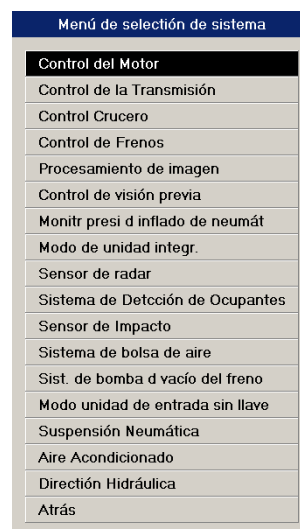 Menú de selectión de sistema
Control del Motor
Control de la Transmisión
Control Crucero
Control de Frenos
Procesamiento de imagen
Control de visión previa
Monitr presi d inflado de neumát
Modo de unidad integr.
Sensor de radar
Sistema de Detcción de Ocupantes
Sensor de Impacto
Sistema de bolsa de aire
Sist. de bomba d vacío del freno
Modo unidad de entrada sin llave
Suspensión Neumática
Aire Acondicionado
Directión Hidráulica
Atrás